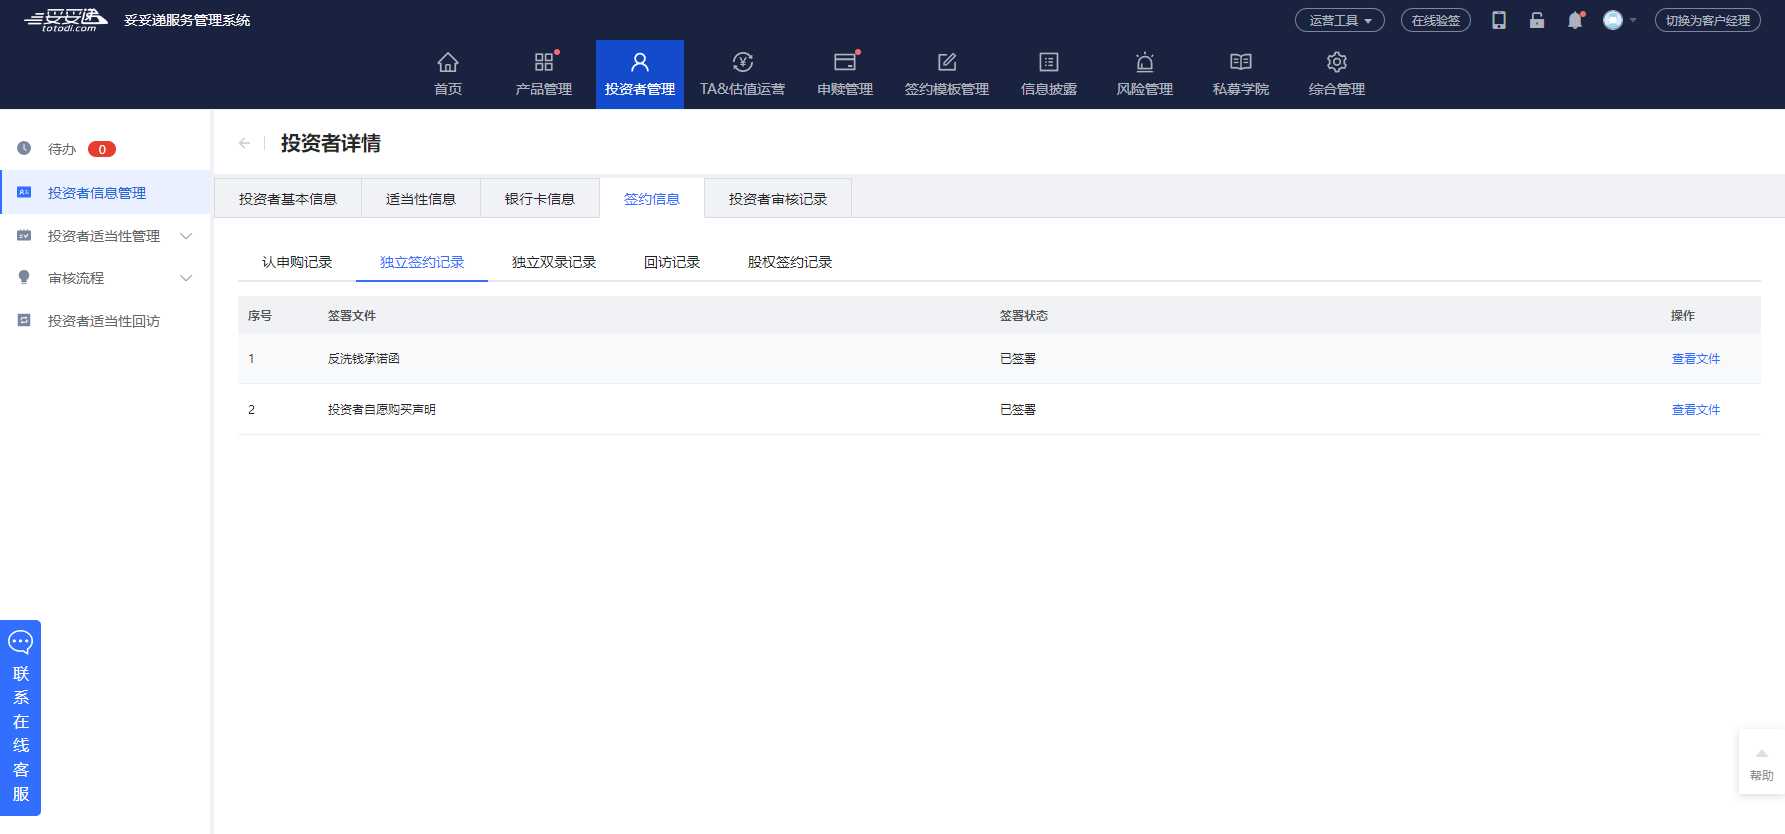 妥妥递
totodi.com
妥妥递服务管理系统
运营工具
在线验签
切换为客户经理
首页
产品管理
投资者管理
TA&估值运营
申赎管理
签约模板管理
信息披露
风险管理
私募学院
综合管理
待办 0
投资者信息管理
投资者适当性管理
审核流程
投资者适当性回访
投资者详情
投资者基本信息
适当性信息
银行卡信息
签约信息
投资者审核记录
认申购记录
独立签约记录
独立双录记录
回访记录
股权签约记录
序号 签署文件 签署状态 操作
1 反洗钱承诺函 已签署 查看文件
2 投资者自愿购买声明 已签署 查看文件
联系在线客服
帮助